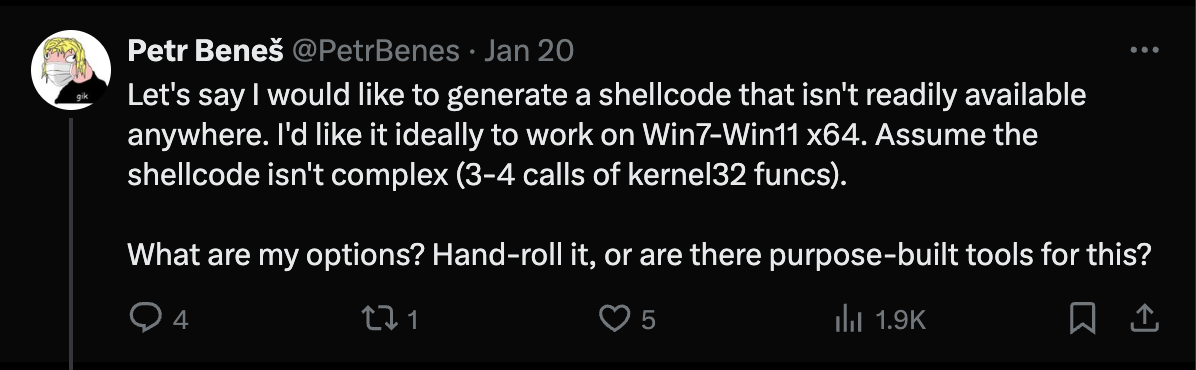 Petr Beneš @PetrBenes · Jan 20
Let's say I would like to generate a shellcode that isn't readily available
anywhere. I'd like it ideally to work on Win7-Win11 x64. Assume the
shellcode isn't complex (3-4 calls of kernel32 funcs).
What are my options? Hand-roll it, or are there purpose-built tools for this?
4 1 5 1.9K
gik